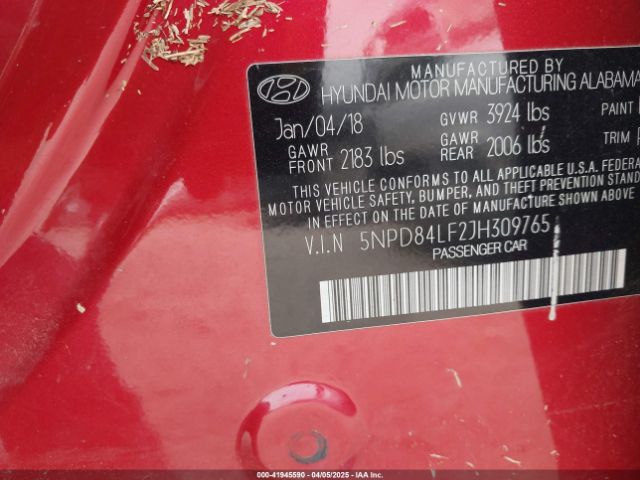 MANUFACTURED BY
HYUNDAI MOTOR MANUFACTURING ALABAMA
Jan/04/18 GVWR 3924 lbs PAINT
GAWR FRONT 2183 lbs GAWR REAR 2006 lbs TRIM
THIS VEHICLE CONFORMS TO ALL APPLICABLE U.S.A. FEDERAL
MOTOR VEHICLE SAFETY, BUMPER, AND THEFT PREVENTION STANDARDS
IN EFFECT ON THE DATE OF MANUFACTURE SHOWN ABOVE
V.I.N 5NPD84LF2JH309765
PASSENGER CAR
000-41945590 - 04/05/2025 - IAA Inc.